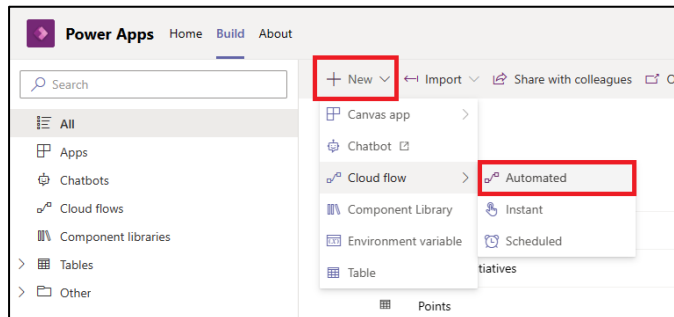 Power Apps Home Build About
Search
New Import Share with colleagues
All
Apps
Chatbots
Cloud flows
Component libraries
Tables
Other
Canvas app
Chatbot
Cloud flow
Component Library
Environment variable
Table
Automated
Instant
Scheduled
tiatives
Points